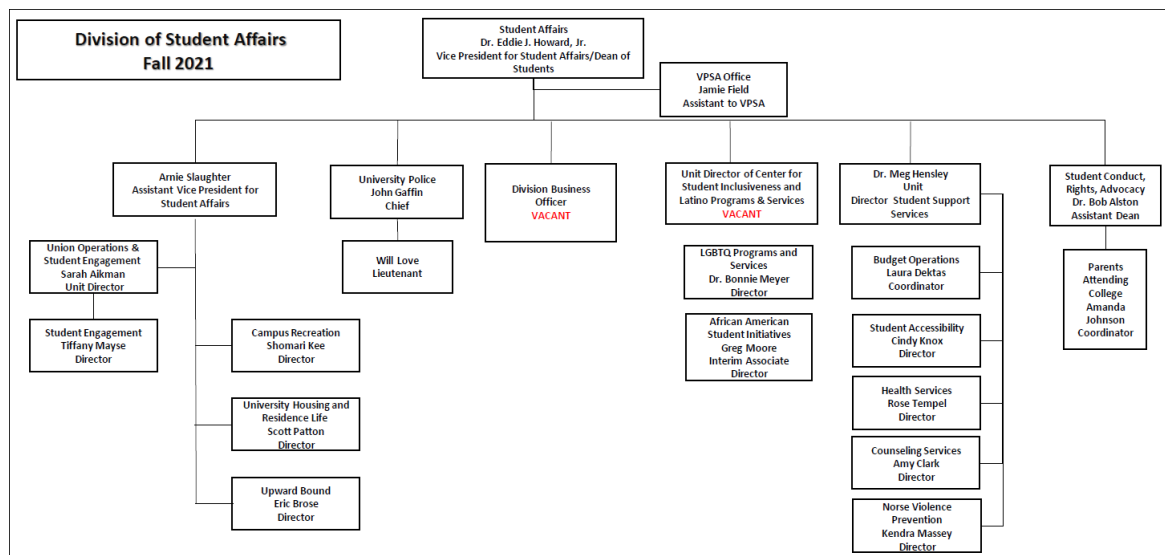 Division of Student Affairs
Fall 2021
Student Affairs
Dr. Eddie J. Howard, Jr.
Vice President for Student Affairs/Dean of
Students
VPSA Office
Jamie Field
Assistant to VPSA
Arnie Slaughter
Assistant Vice President for
Student Affairs
University Police
John Gaffin
Chief
Division Business
Officer
VACANT
Unit Director of Center for
Student Inclusiveness and
Latino Programs & Services
VACANT
Dr. Meg Hensley
Unit
Director Student Support
Services
Student Conduct,
Rights, Advocacy
Dr. Bob Alston
Assistant Dean
Union Operations &
Student Engagement
Sarah Aikman
Unit Director
Will Love
Lieutenant
LGBTQ Programs and
Services
Dr. Bonnie Meyer
Director
Budget Operations
Laura Dektas
Coordinator
Parents
Attending
College
Amanda
Johnson
Coordinator
Student Engagement
Tiffany Mayse
Director
Campus Recreation
Shomari Kee
Director
African American
Student Initiatives
Greg Moore
Interim Associate
Director
Student Accessibility
Cindy Knox
Director
University Housing and
Residence Life
Scott Patton
Director
Health Services
Rose Tempel
Director
Counseling Services
Amy Clark
Director
Upward Bound
Eric Brose
Director
Norse Violence
Prevention
Kendra Massey
Director